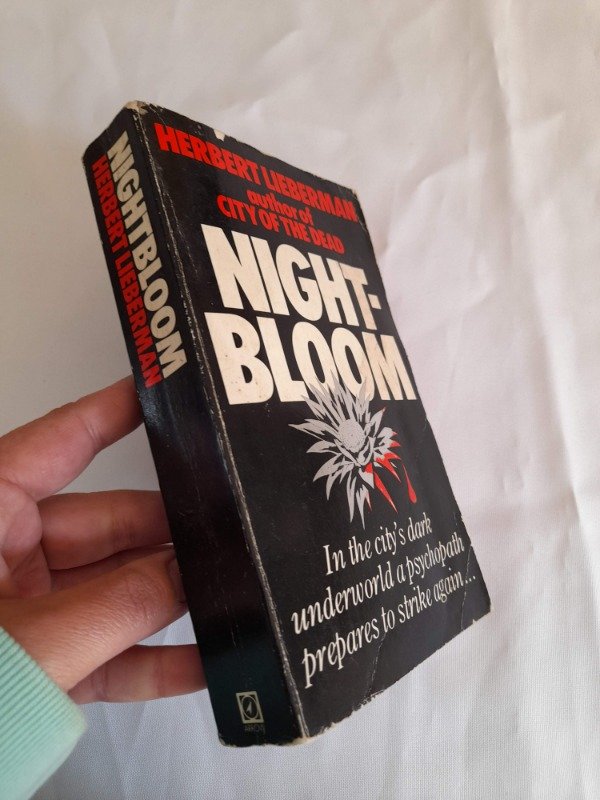 NIGHTBLOOM
HERBERT LIEBERMAN
ARROW
HERBERT LIEBERMAN
author of
CITY OF THE DEAD
NIGHT-
BLOOM
In the city's dark
underworld a psychopath
prepares to strike again...